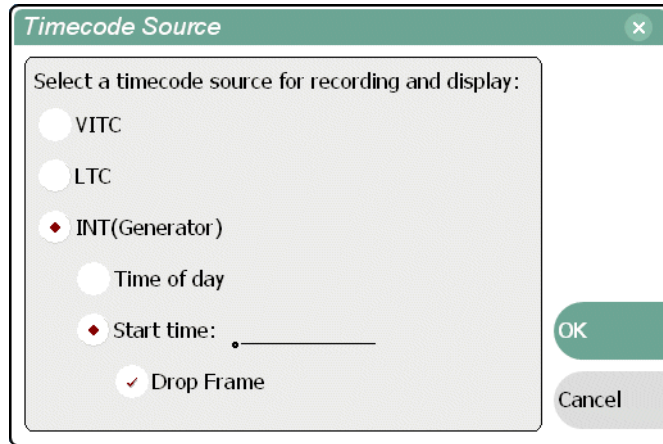 Timecode Source
Select a timecode source for recording and display:
VITC
LTC
INT(Generator)
Time of day
Start time:
Drop Frame
OK
Cancel